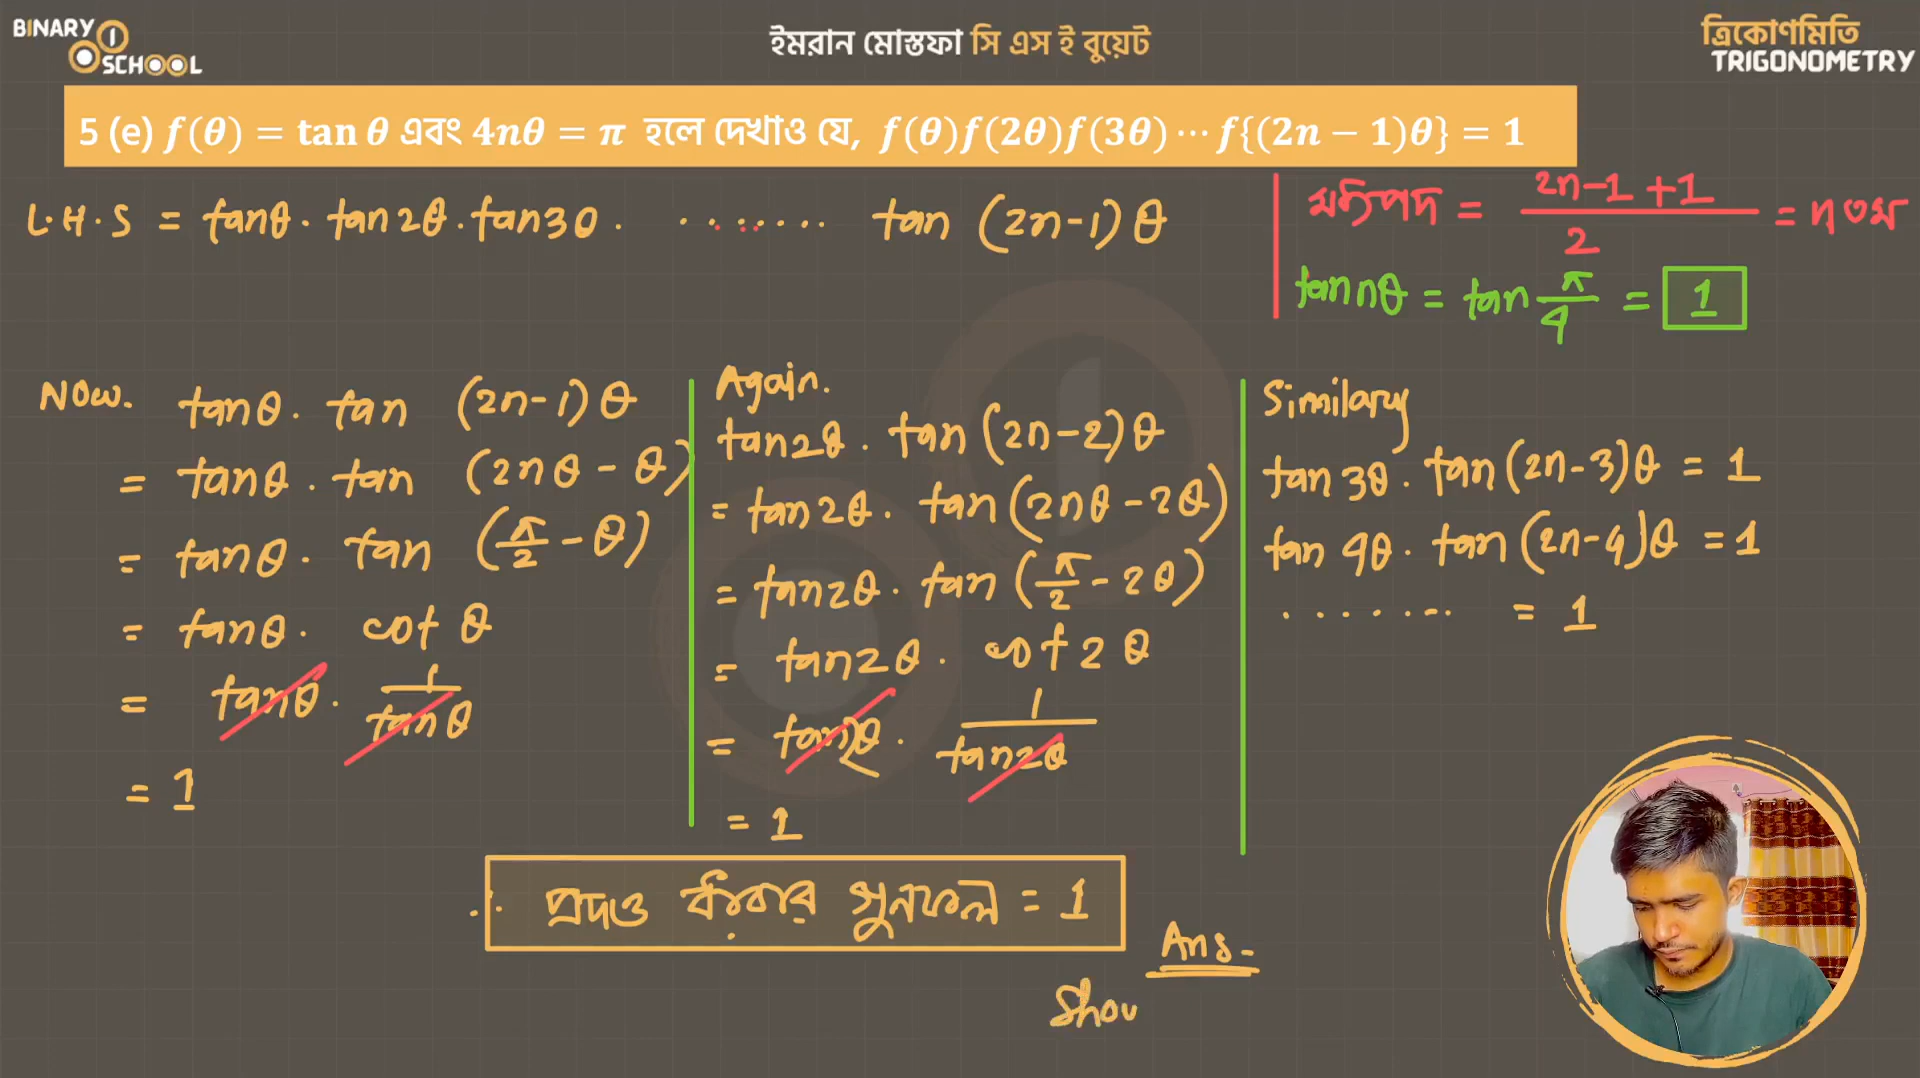 BINARY SCHOOL
ইমরান মোস্তফা সি এস ই বুয়েট
ত্রিকোণমিতি
TRIGONOMETRY
5 (e) f(θ) = tan θ এবং 4nθ = π হলে দেখাও যে, f(θ)f(2θ)f(3θ) ⋯ f{(2n − 1)θ} = 1
L.H.S = tanθ · tan2θ · tan3θ · ........ tan (2n-1)θ
মধ্যপদ = (2n-1+1)/2 = n তম
tan nθ = tan π/4 = 1
Now. tanθ · tan (2n-1)θ
= tanθ · tan (2nθ - θ)
= tanθ · tan (π/2 - θ)
= tanθ · cot θ
= tanθ · 1/tanθ
= 1
Again.
tan2θ · tan (2n-2)θ
= tan2θ · tan (2nθ - 2θ)
= tan2θ · tan (π/2 - 2θ)
= tan2θ · cot 2θ
= tan2θ · 1/tan2θ
= 1
Similary
tan 3θ · tan (2n-3)θ = 1
tan 4θ · tan (2n-4)θ = 1
........ = 1
∴ প্রদত্ত গুনফল = 1
Ans.
Show